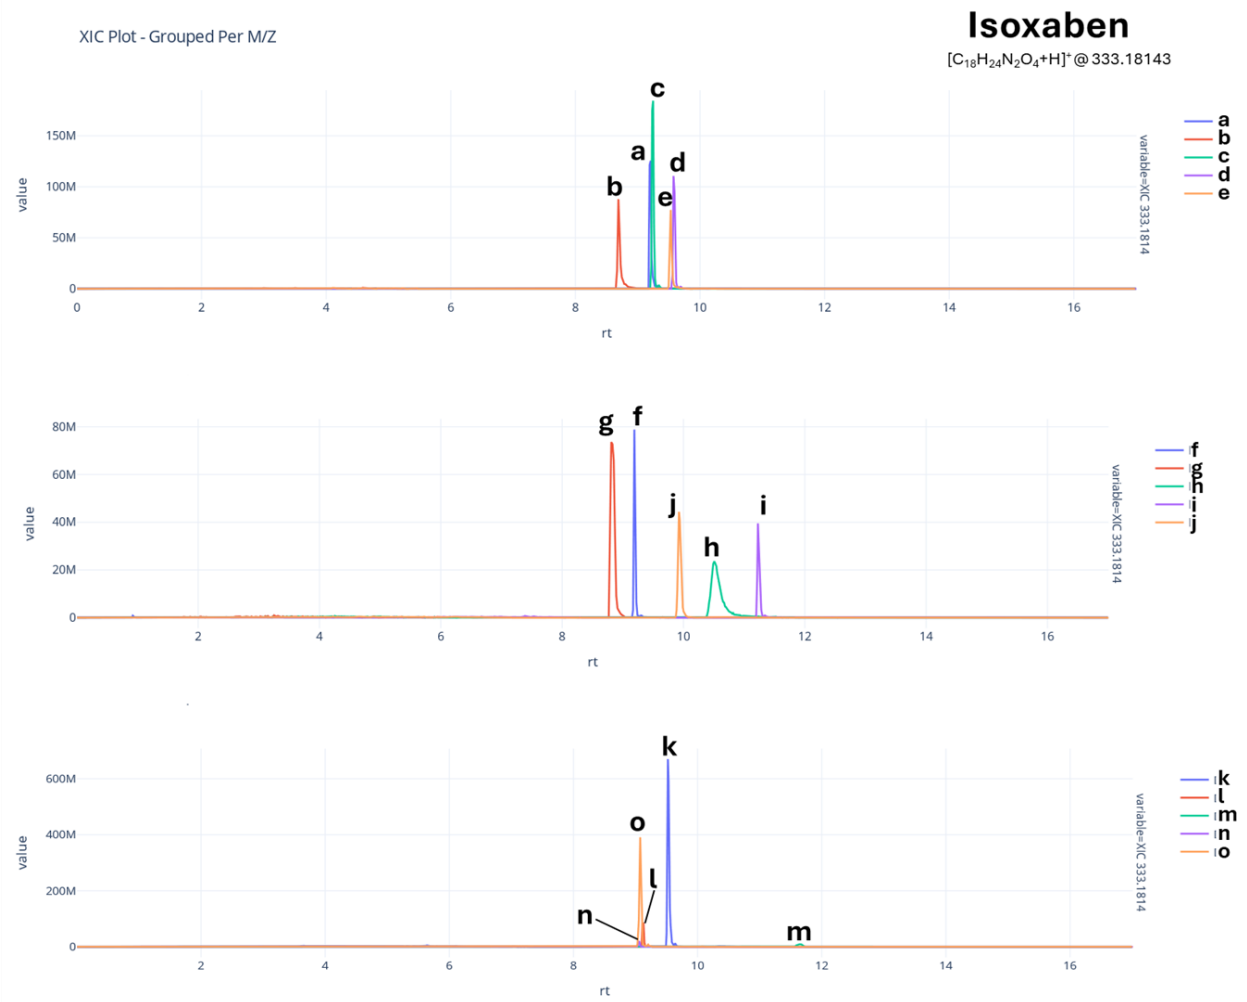 Isoxaben
XIC Plot - Grouped Per M/Z
[C₁₈H₂₄N₂O₄+H]⁺@333.18143
c
a
d
b
e
150M
100M
50M
0
value
0 2 4 6 8 10 12 14 16
rt
variable=XIC 333.1814
a
b
c
d
e
g f
j i
h
80M
60M
40M
20M
0
value
2 4 6 8 10 12 14 16
rt
variable=XIC 333.1814
f
g
h
i
j
k
o
l
n
m
600M
400M
200M
0
value
2 4 6 8 10 12 14 16
rt
variable=XIC 333.1814
k
l
m
n
o